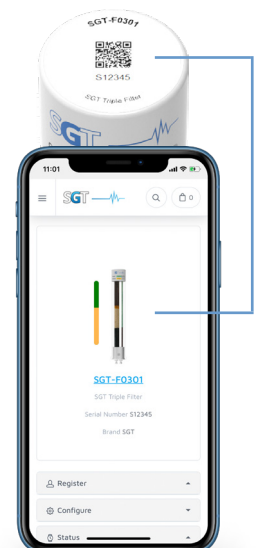 SGT-F0301
S12345
SGT Triple Filter
SGT
11:01
SGT
0
SGT-F0301
SGT Triple Filter
Serial Number S12345
Brand SGT
Register
Configure
Status